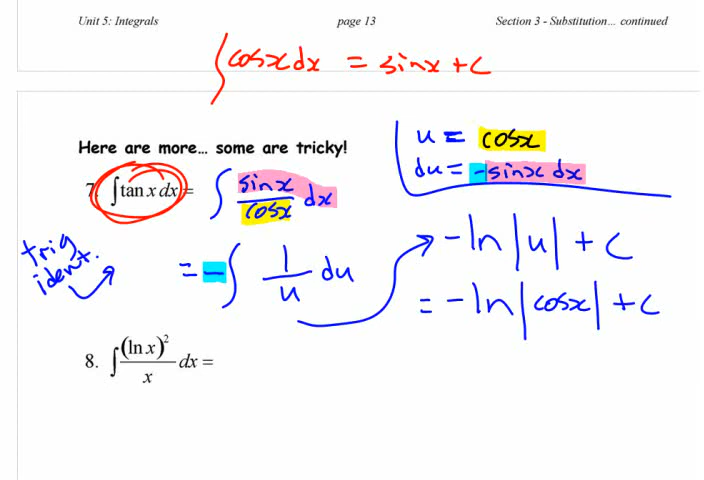 Unit 5: Integrals page 13 Section 3 - Substitution... continued
∫cosx dx = sinx + c
Here are more... some are tricky!
u = cosx
du = -sinx dx
7. ∫tan x dx = ∫ sinx/cosx dx
trig ident.
= -∫ 1/u du
-ln|u| + c
= -ln|cosx| + c
8. ∫ (ln x)²/x dx =